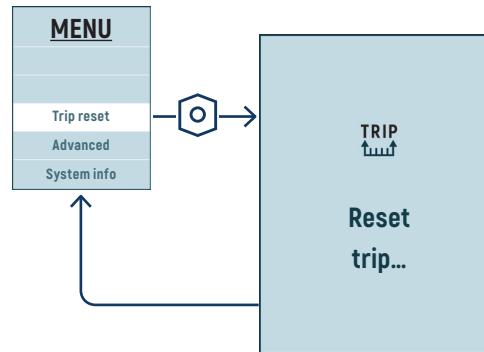 MENU
Trip reset
Advanced
System info
TRIP
Reset
trip...